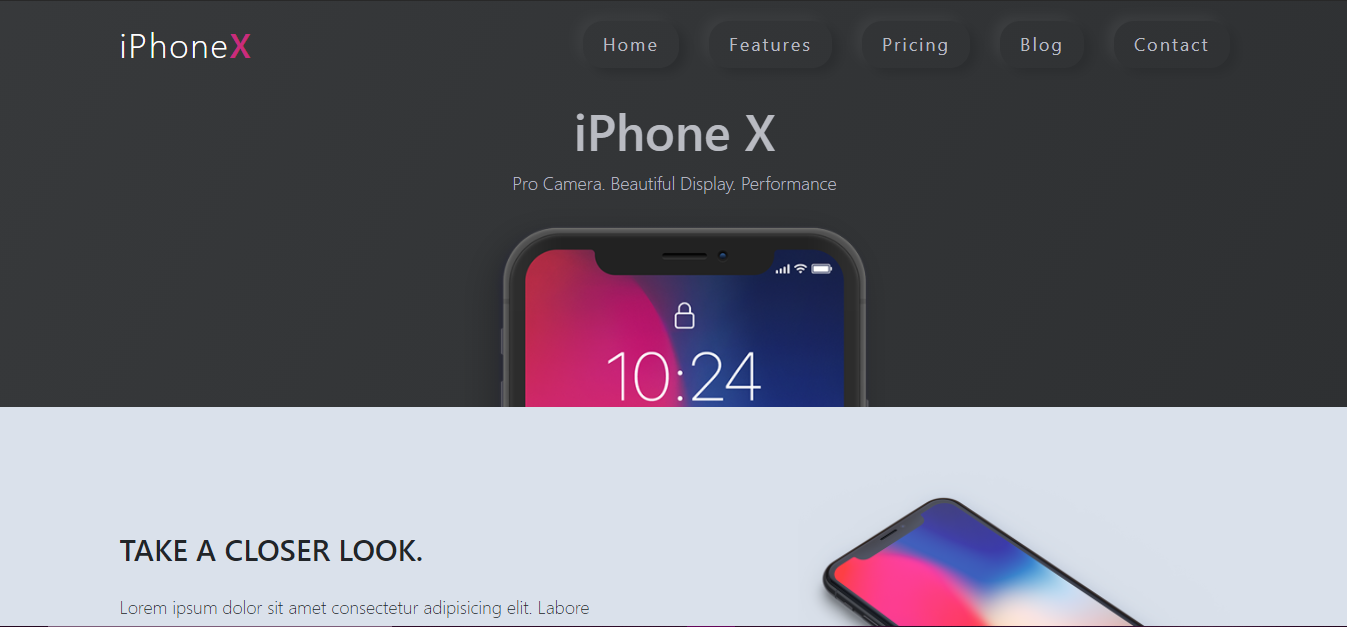 iPhoneX
Home Features Pricing Blog Contact
iPhone X
Pro Camera. Beautiful Display. Performance
10:24
TAKE A CLOSER LOOK.
Lorem ipsum dolor sit amet consectetur adipisicing elit. Labore